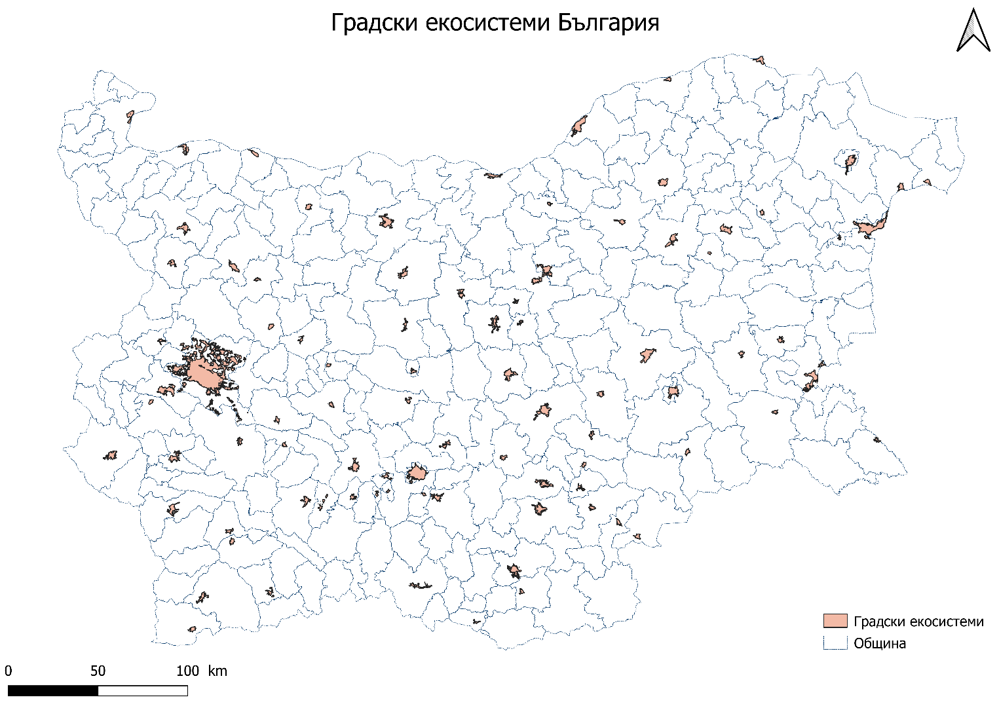 Градски екосистеми България
Градски екосистеми
Община
0 50 100 km